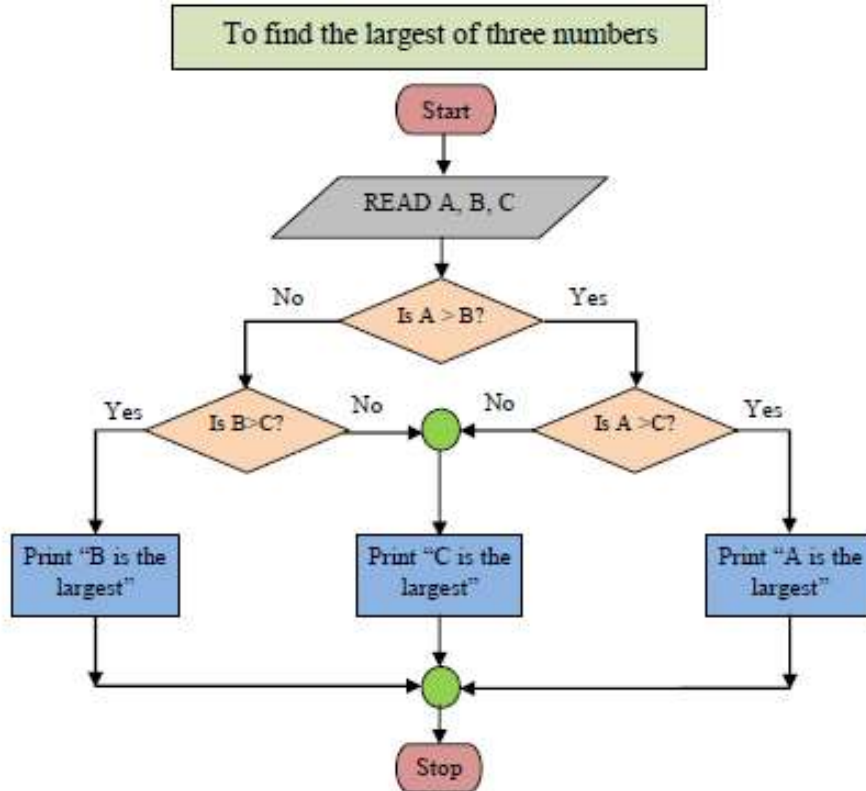 To find the largest of three numbers
Start
READ A, B, C
Is A > B?
No
Yes
Is B>C?
Yes
No
Is A >C?
No
Yes
Print “B is the
largest”
Print “C is the
largest”
Print “A is the
largest”
Stop